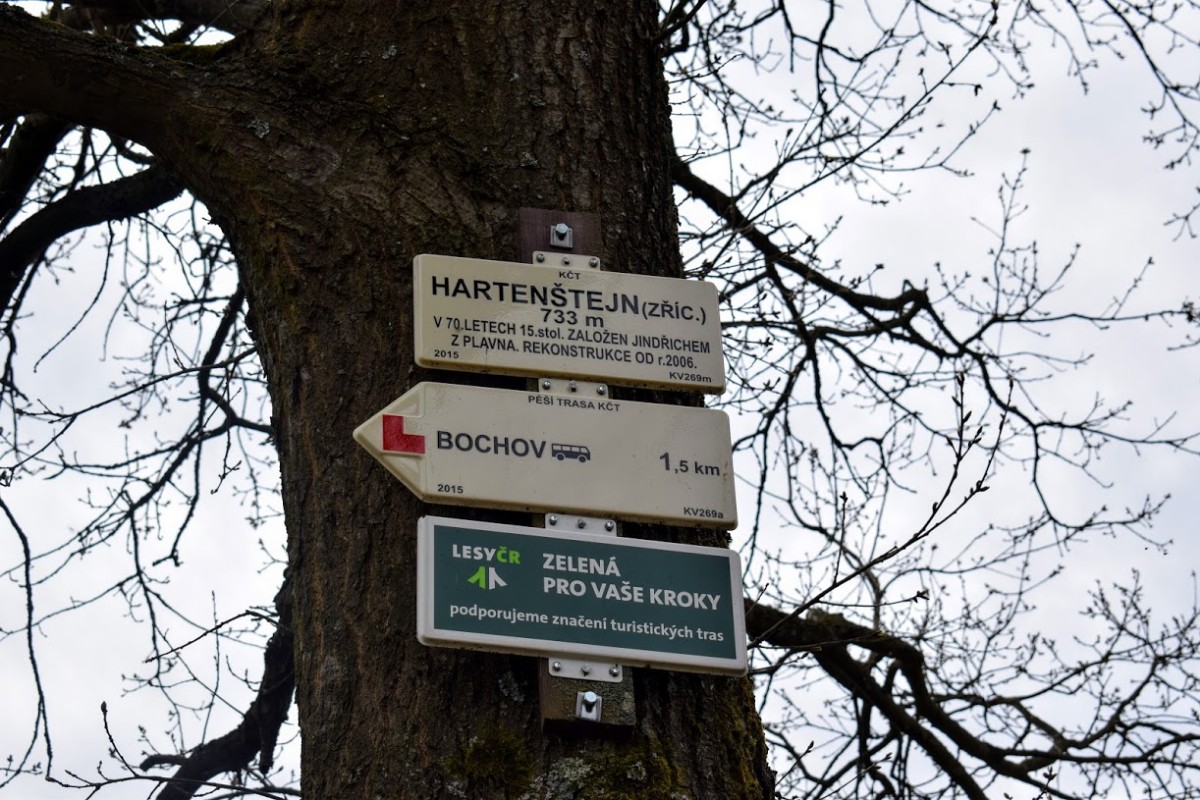 KČT
HARTENŠTEJN (ZŘÍC.)
733 m
V 70.LETECH 15.stol. ZALOŽEN JINDŘICHEM
Z PLAVNA. REKONSTRUKCE OD r.2006.
2015 KV269m
PĚŠÍ TRASA KČT
BOCHOV 1,5 km
2015 KV269a
LESYČR
ZELENÁ
PRO VAŠE KROKY
podporujeme značení turistických tras